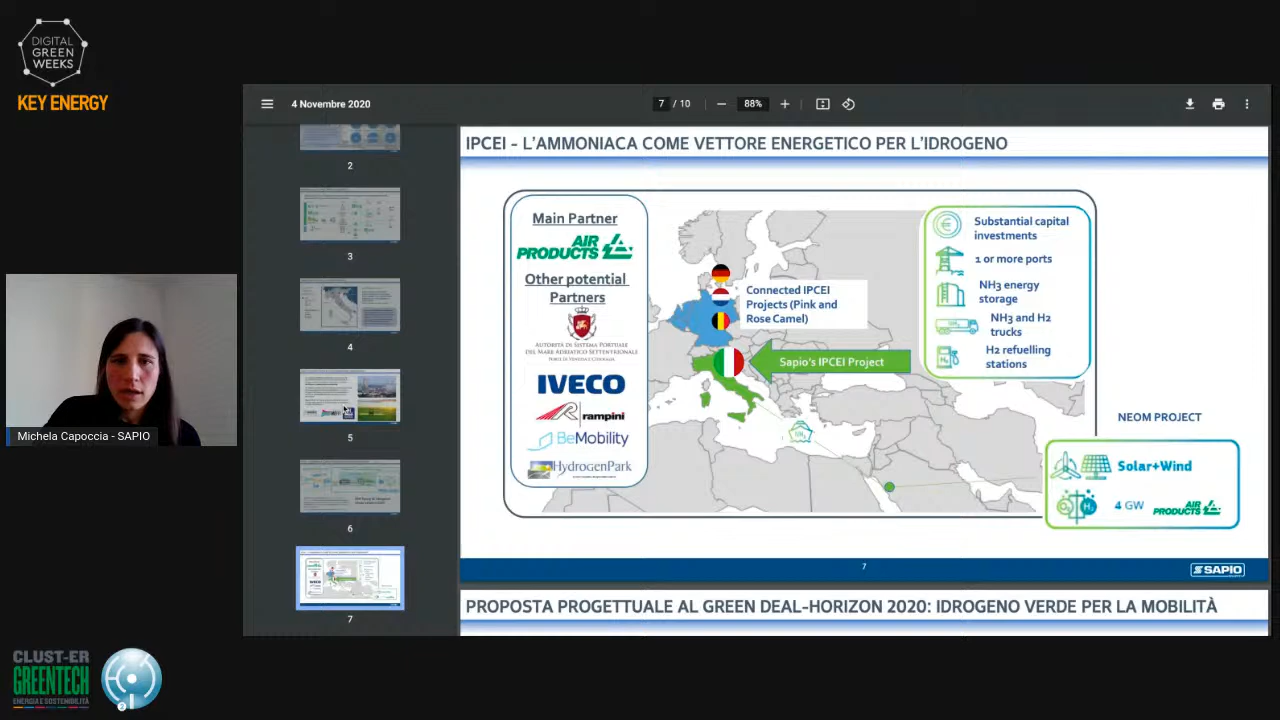 DIGITAL
GREEN
WEEKS
KEY ENERGY
4 Novembre 2020
7 / 10
88%
2
3
4
5
6
7
IPCEI - L'AMMONIACA COME VETTORE ENERGETICO PER L'IDROGENO
Main Partner
AIR
PRODUCTS
Other potential
Partners
AUTORITÀ DI SISTEMA PORTUALE
DEL MARE ADRIATICO SETTENTRIONALE
IVECO
rampini
BeMobility
HydrogenPark
Connected IPCEI
Projects (Pink and
Rose Camel)
Sapio's IPCEI Project
Substantial capital
investments
1 or more ports
NH3 energy
storage
NH3 and H2
trucks
H2 refuelling
stations
NEOM PROJECT
Solar+Wind
4 GW
AIR
PRODUCTS
7
SAPIO
PROPOSTA PROGETTUALE AL GREEN DEAL-HORIZON 2020: IDROGENO VERDE PER LA MOBILITÀ
Michela Capoccia - SAPIO
CLUST-ER
GREENTECH
ENERGIA E SOSTENIBILITÀ
2